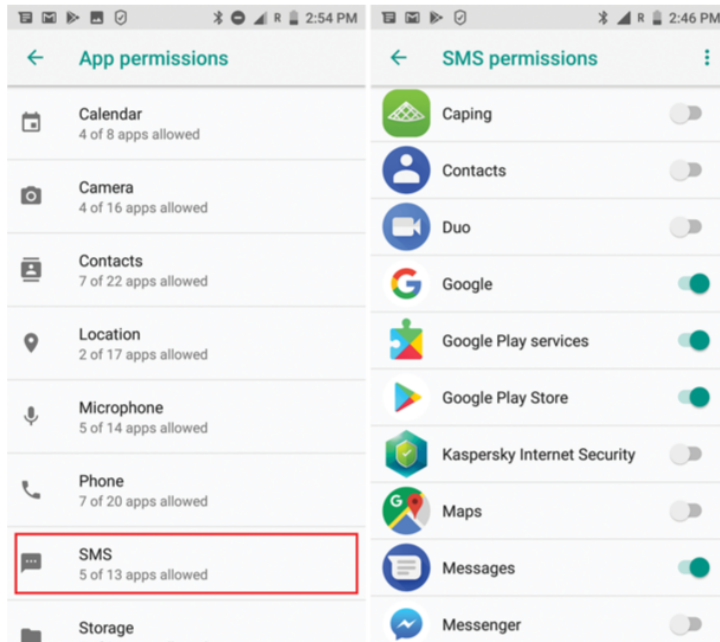 R 2:54 PM
App permissions
Calendar
4 of 8 apps allowed
Camera
4 of 16 apps allowed
Contacts
7 of 22 apps allowed
Location
2 of 17 apps allowed
Microphone
5 of 14 apps allowed
Phone
7 of 20 apps allowed
SMS
5 of 13 apps allowed
Storage
R 2:46 PM
SMS permissions
Caping
Contacts
Duo
Google
Google Play services
Google Play Store
Kaspersky Internet Security
Maps
Messages
Messenger